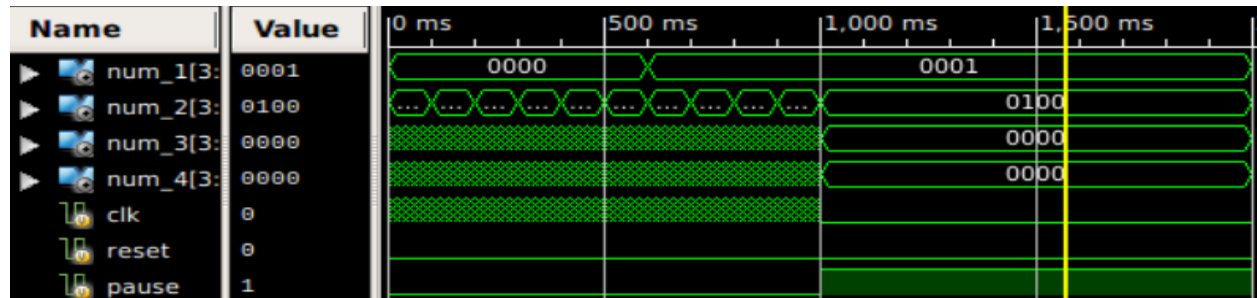 Name Value 0 ms 500 ms 1,000 ms 1,500 ms
num_1[3: 0001 0000 0001
num_2[3: 0100 ... ... ... ... ... ... ... ... ... ... 0100
num_3[3: 0000 0000
num_4[3: 0000 0000
clk 0
reset 0
pause 1